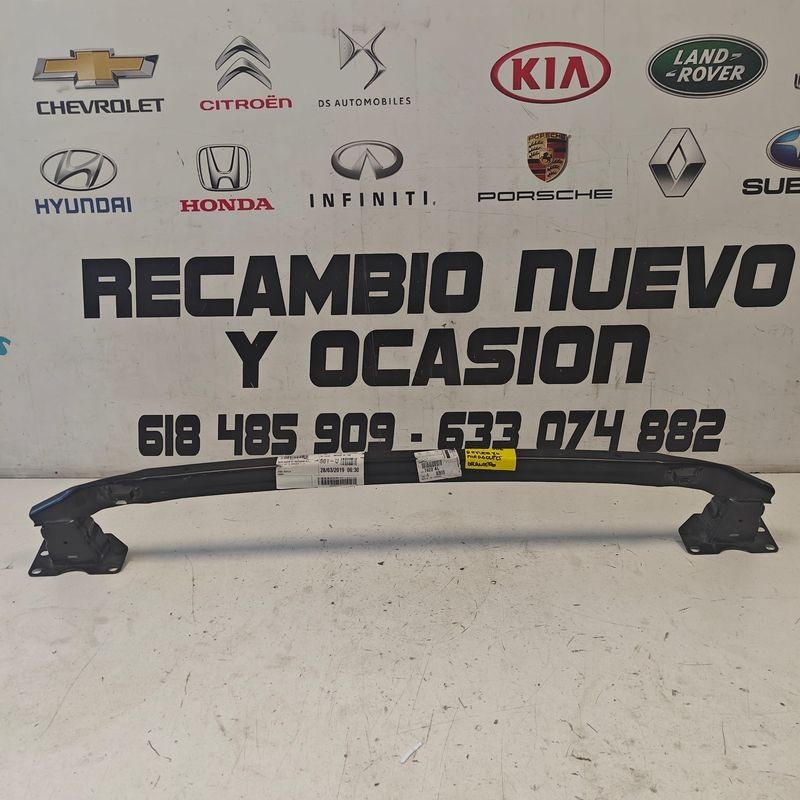 CHEVROLET
CITROËN
DS AUTOMOBILES
KIA
LAND
ROVER
HYUNDAI
HONDA
INFINITI
PORSCHE
PORSCHE
RECAMBIO NUEVO
Y OCASION
618 485 909 - 633 074 882
28/03/2019 06:30